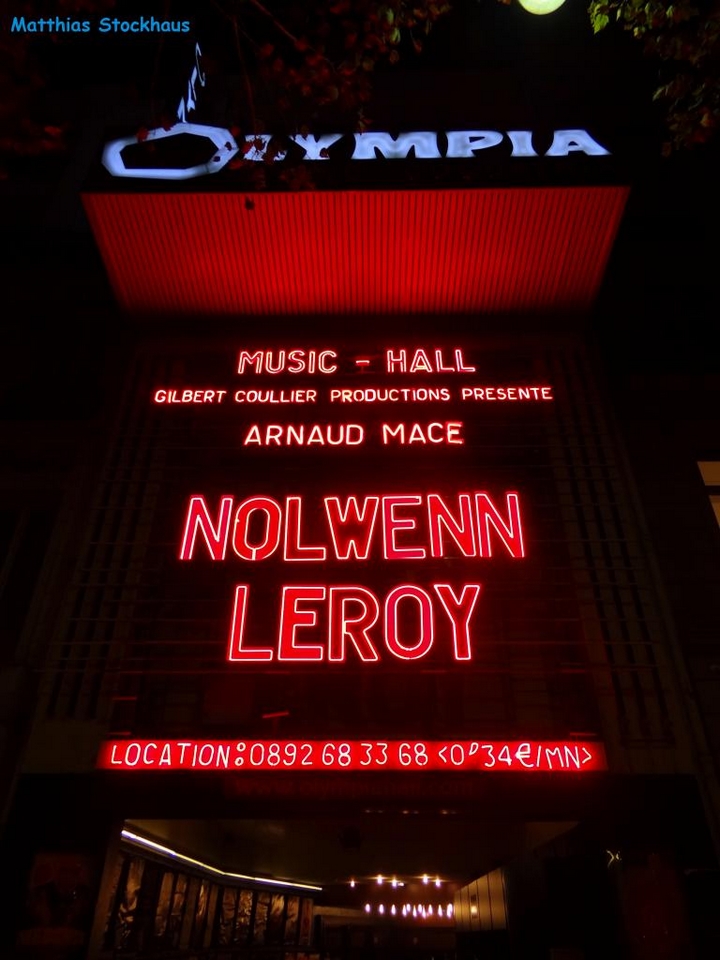 Matthias Stockhaus
OLYMPIA
MUSIC - HALL
GILBERT COULLIER PRODUCTIONS PRESENTE
ARNAUD MACE
NOLWENN
LEROY
LOCATION:0892 68 33 68 <0,34€/MN>